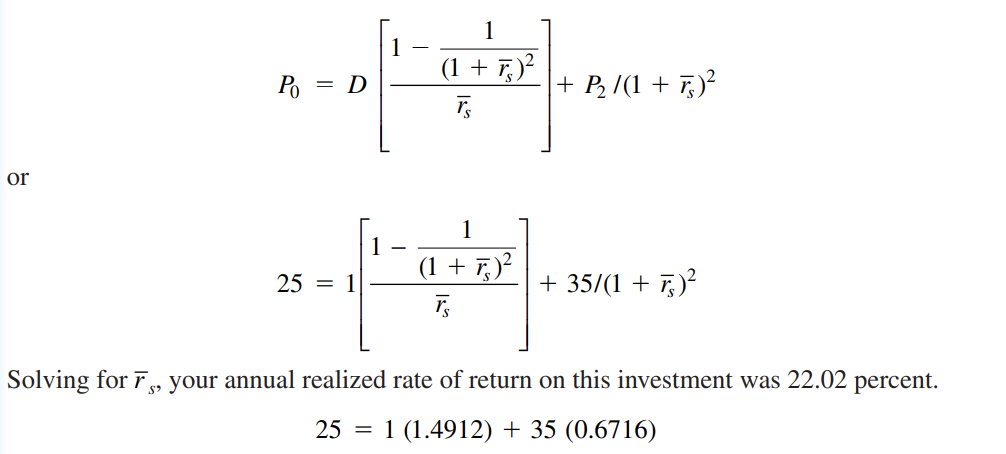 P₀ = D [ (1 − 1/(1 + r̅ₛ)²) / r̅ₛ ] + P₂ /(1 + r̅ₛ)²
or
25 = 1 [ (1 − 1/(1 + r̅ₛ)²) / r̅ₛ ] + 35/(1 + r̅ₛ)²
Solving for r̅ₛ, your annual realized rate of return on this investment was 22.02 percent.
25 = 1 (1.4912) + 35 (0.6716)